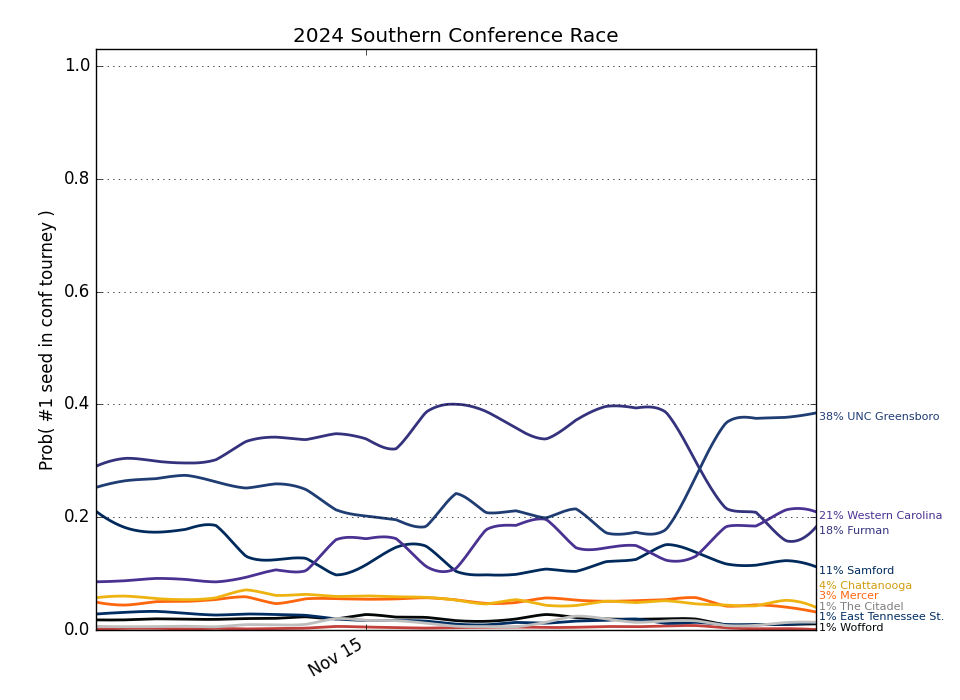 2024 Southern Conference Race
Prob( #1 seed in conf tourney )
1.0
0.8
0.6
0.4
0.2
0.0
Nov 15
38% UNC Greensboro
21% Western Carolina
18% Furman
11% Samford
4% Chattanooga
3% Mercer
1% The Citadel
1% East Tennessee St.
1% Wofford